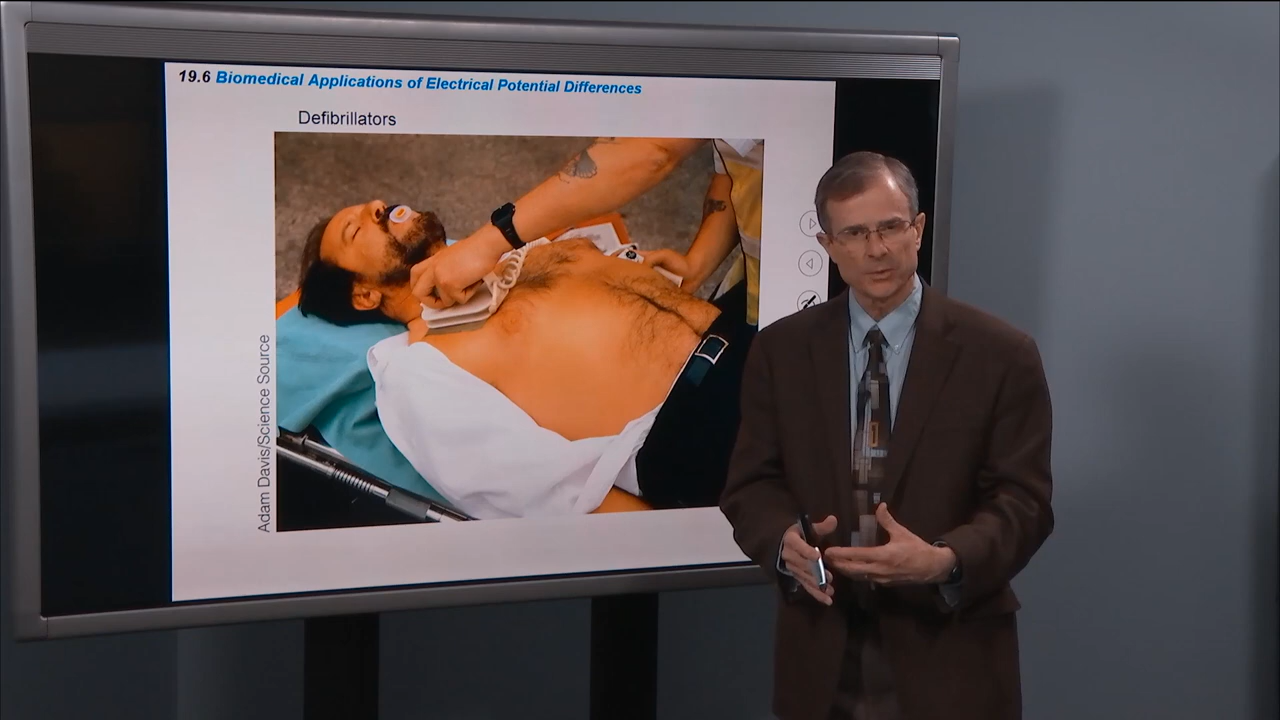 19.6 Biomedical Applications of Electrical Potential Differences
Defibrillators
Adam Davis/Science Source